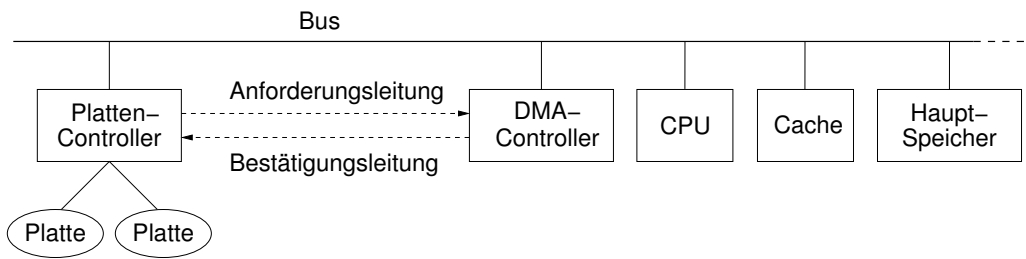 Bus
Anforderungsleitung
Platten–
Controller
DMA–
Controller
CPU
Cache
Haupt–
Speicher
Bestätigungsleitung
Platte
Platte